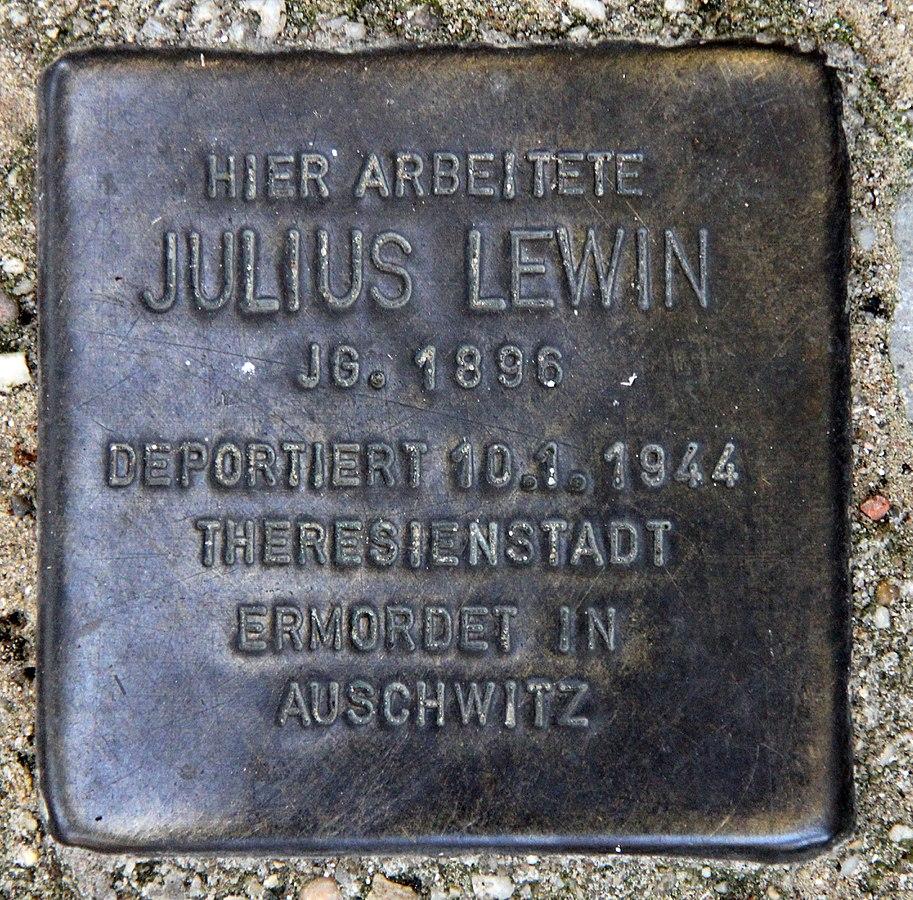 HIER ARBEITETE
JULIUS LEWIN
JG. 1896
DEPORTIERT 10.1.1944
THERESIENSTADT
ERMORDET IN
AUSCHWITZ